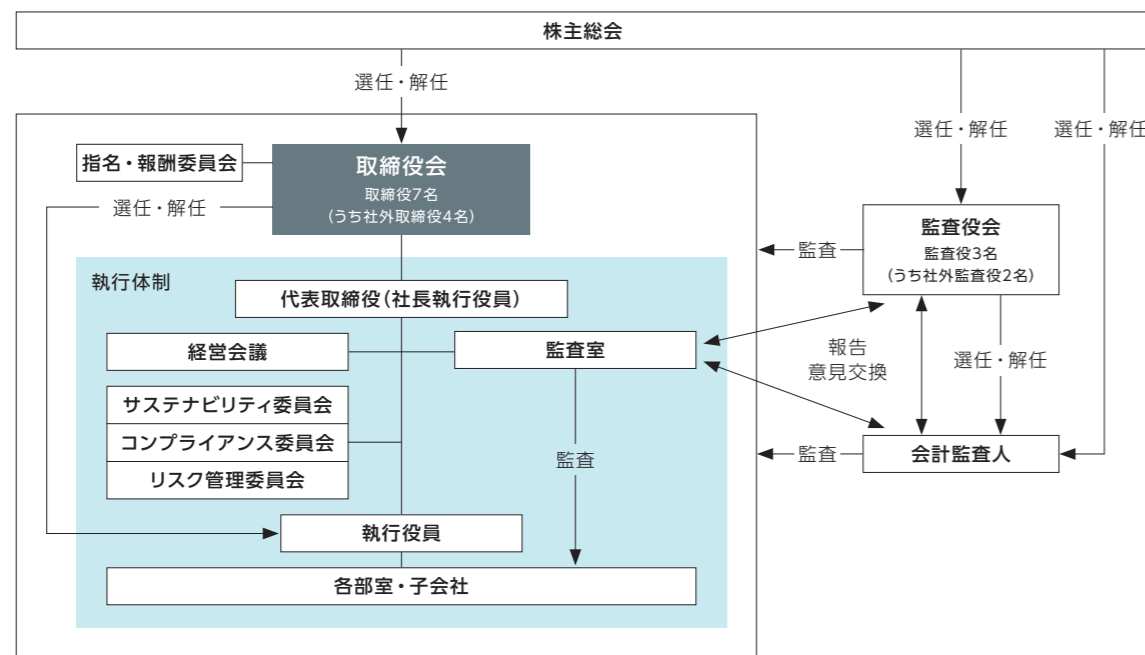 株主総会
選任・解任
選任・解任
選任・解任
指名・報酬委員会
取締役会
取締役7名
（うち社外取締役4名）
選任・解任
監査役会
監査役3名
（うち社外監査役2名）
監査
執行体制
代表取締役（社長執行役員）
経営会議
監査室
報告
意見交換
選任・解任
サステナビリティ委員会
コンプライアンス委員会
リスク管理委員会
監査
監査
会計監査人
執行役員
各部室・子会社